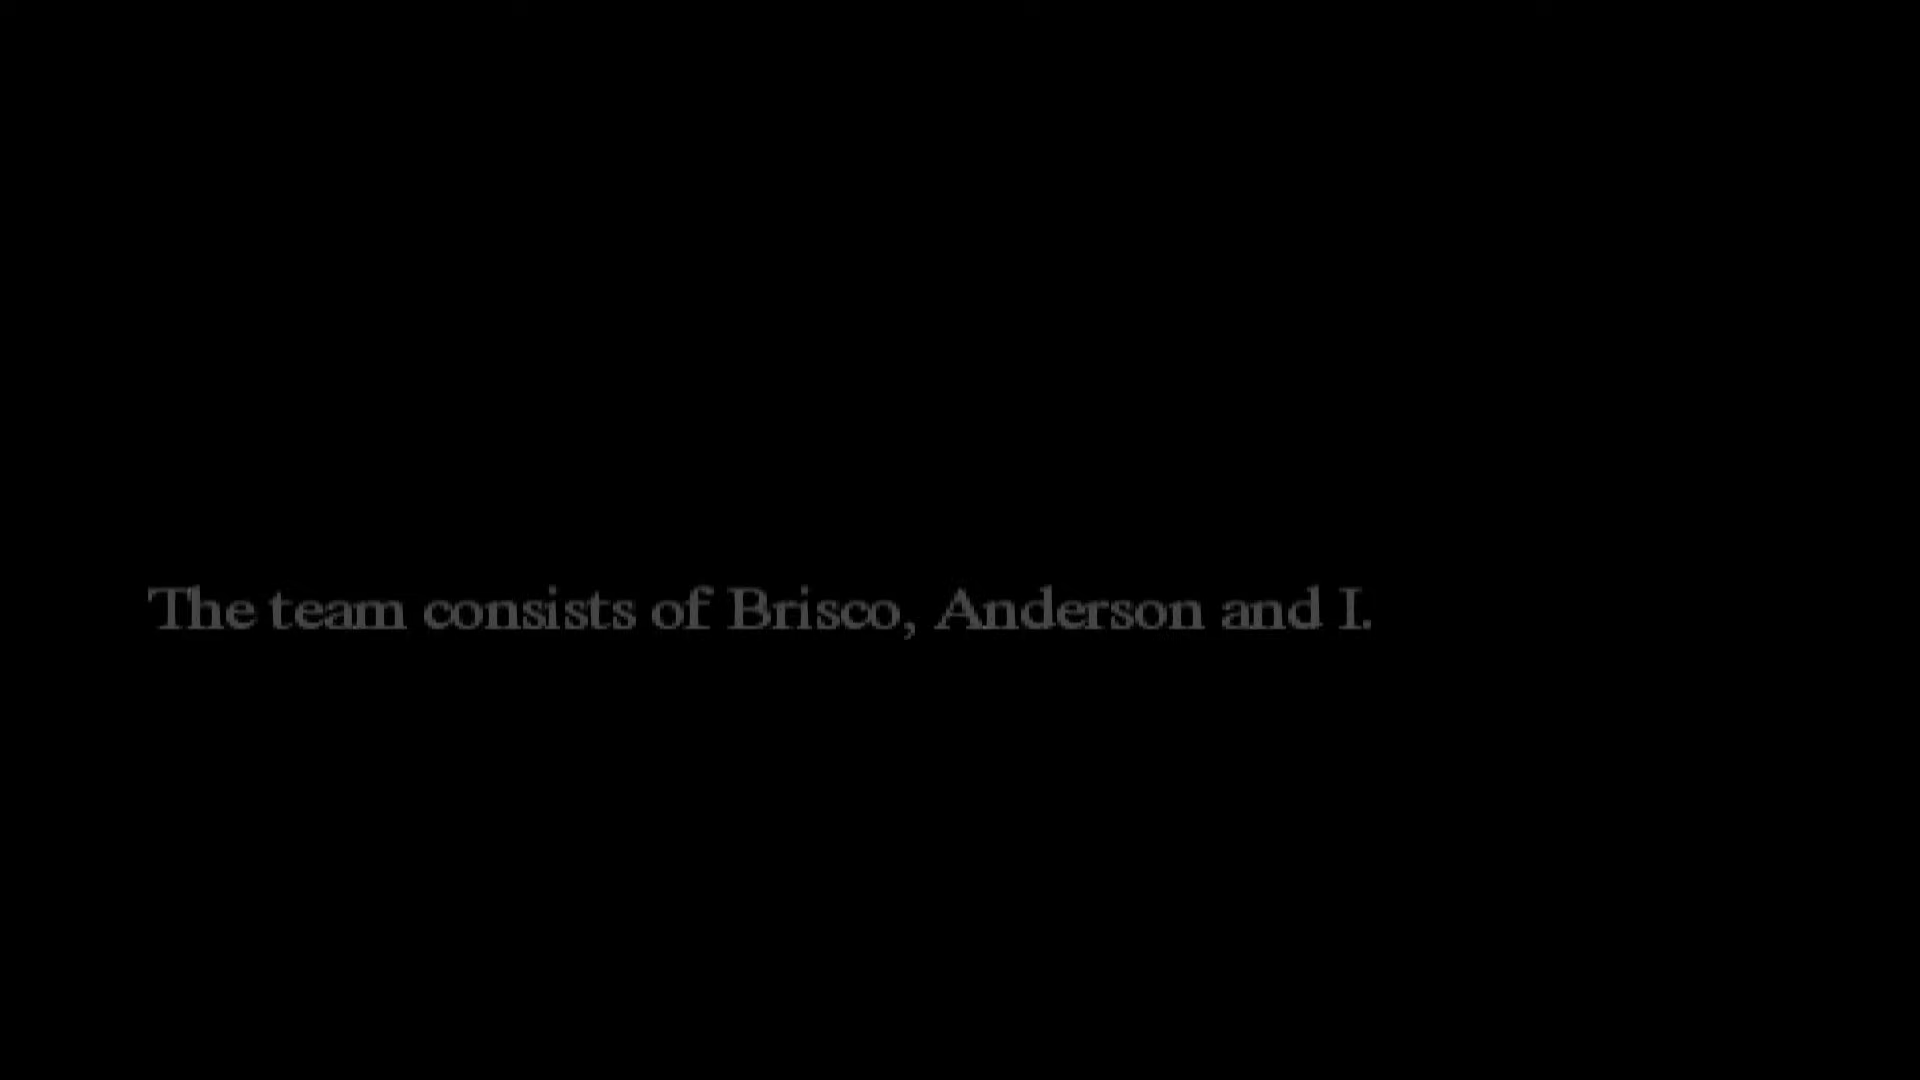 The team consists of Brisco, Anderson and I.